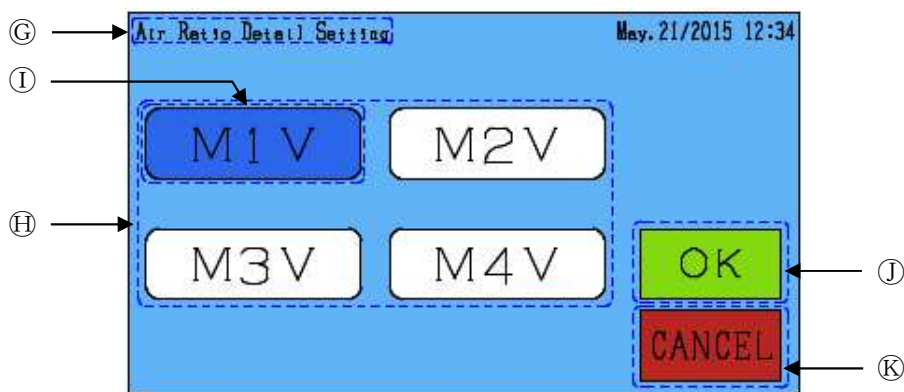 Ⓖ Air Ratio Detail Setting May.21/2015 12:34
Ⓘ
M1V M2V
Ⓗ
M3V M4V OK Ⓙ
CANCEL Ⓚ